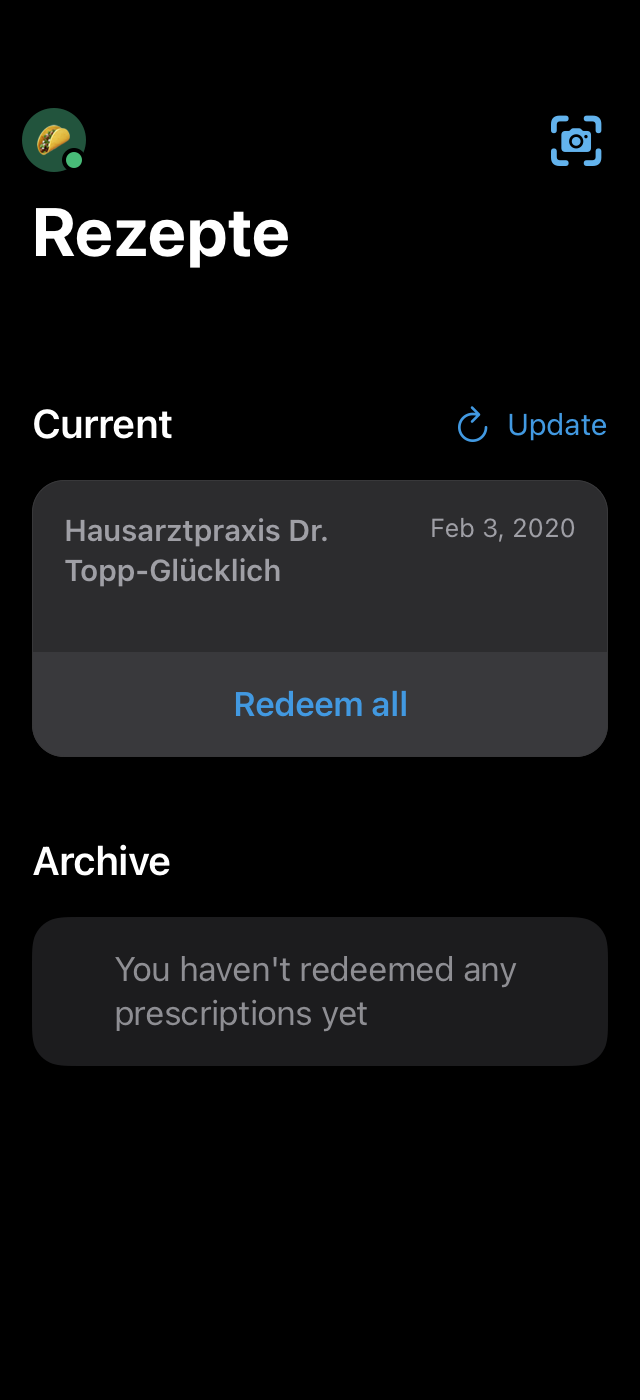 Rezepte
Current
Update
Hausarztpraxis Dr.
Topp-Glücklich
Feb 3, 2020
Redeem all
Archive
You haven't redeemed any
prescriptions yet